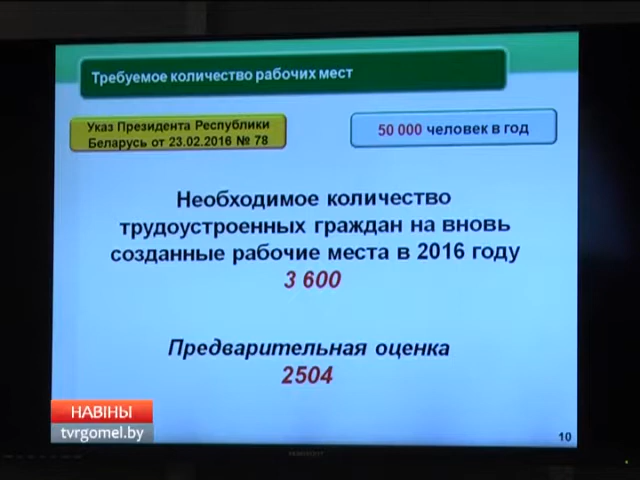 Требуемое количество рабочих мест
Указ Президента Республики
Беларусь от 23.02.2016 № 78
50 000 человек в год
Необходимое количество
трудоустроенных граждан на вновь
созданные рабочие места в 2016 году
3 600
Предварительная оценка
2504
НАВІНЫ
tvrgomel.by
10